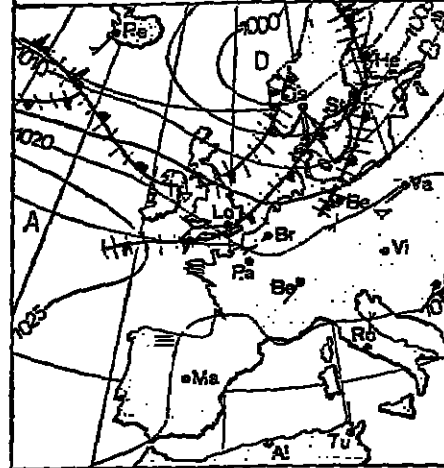 1000
Re
D
He
1010
Os
St
1020
Lo
Be
Va
A
Br
Vi
Pa
Be
1025
Ro
Ma
Al
Tu